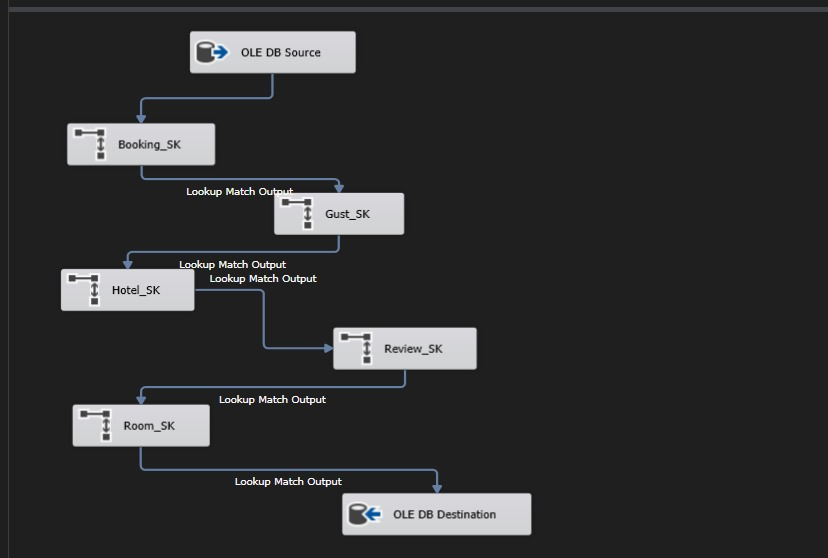 OLE DB Source
Booking_SK
Lookup Match Output
Gust_SK
Lookup Match Output
Lookup Match Output
Hotel_SK
Review_SK
Lookup Match Output
Room_SK
Lookup Match Output
OLE DB Destination